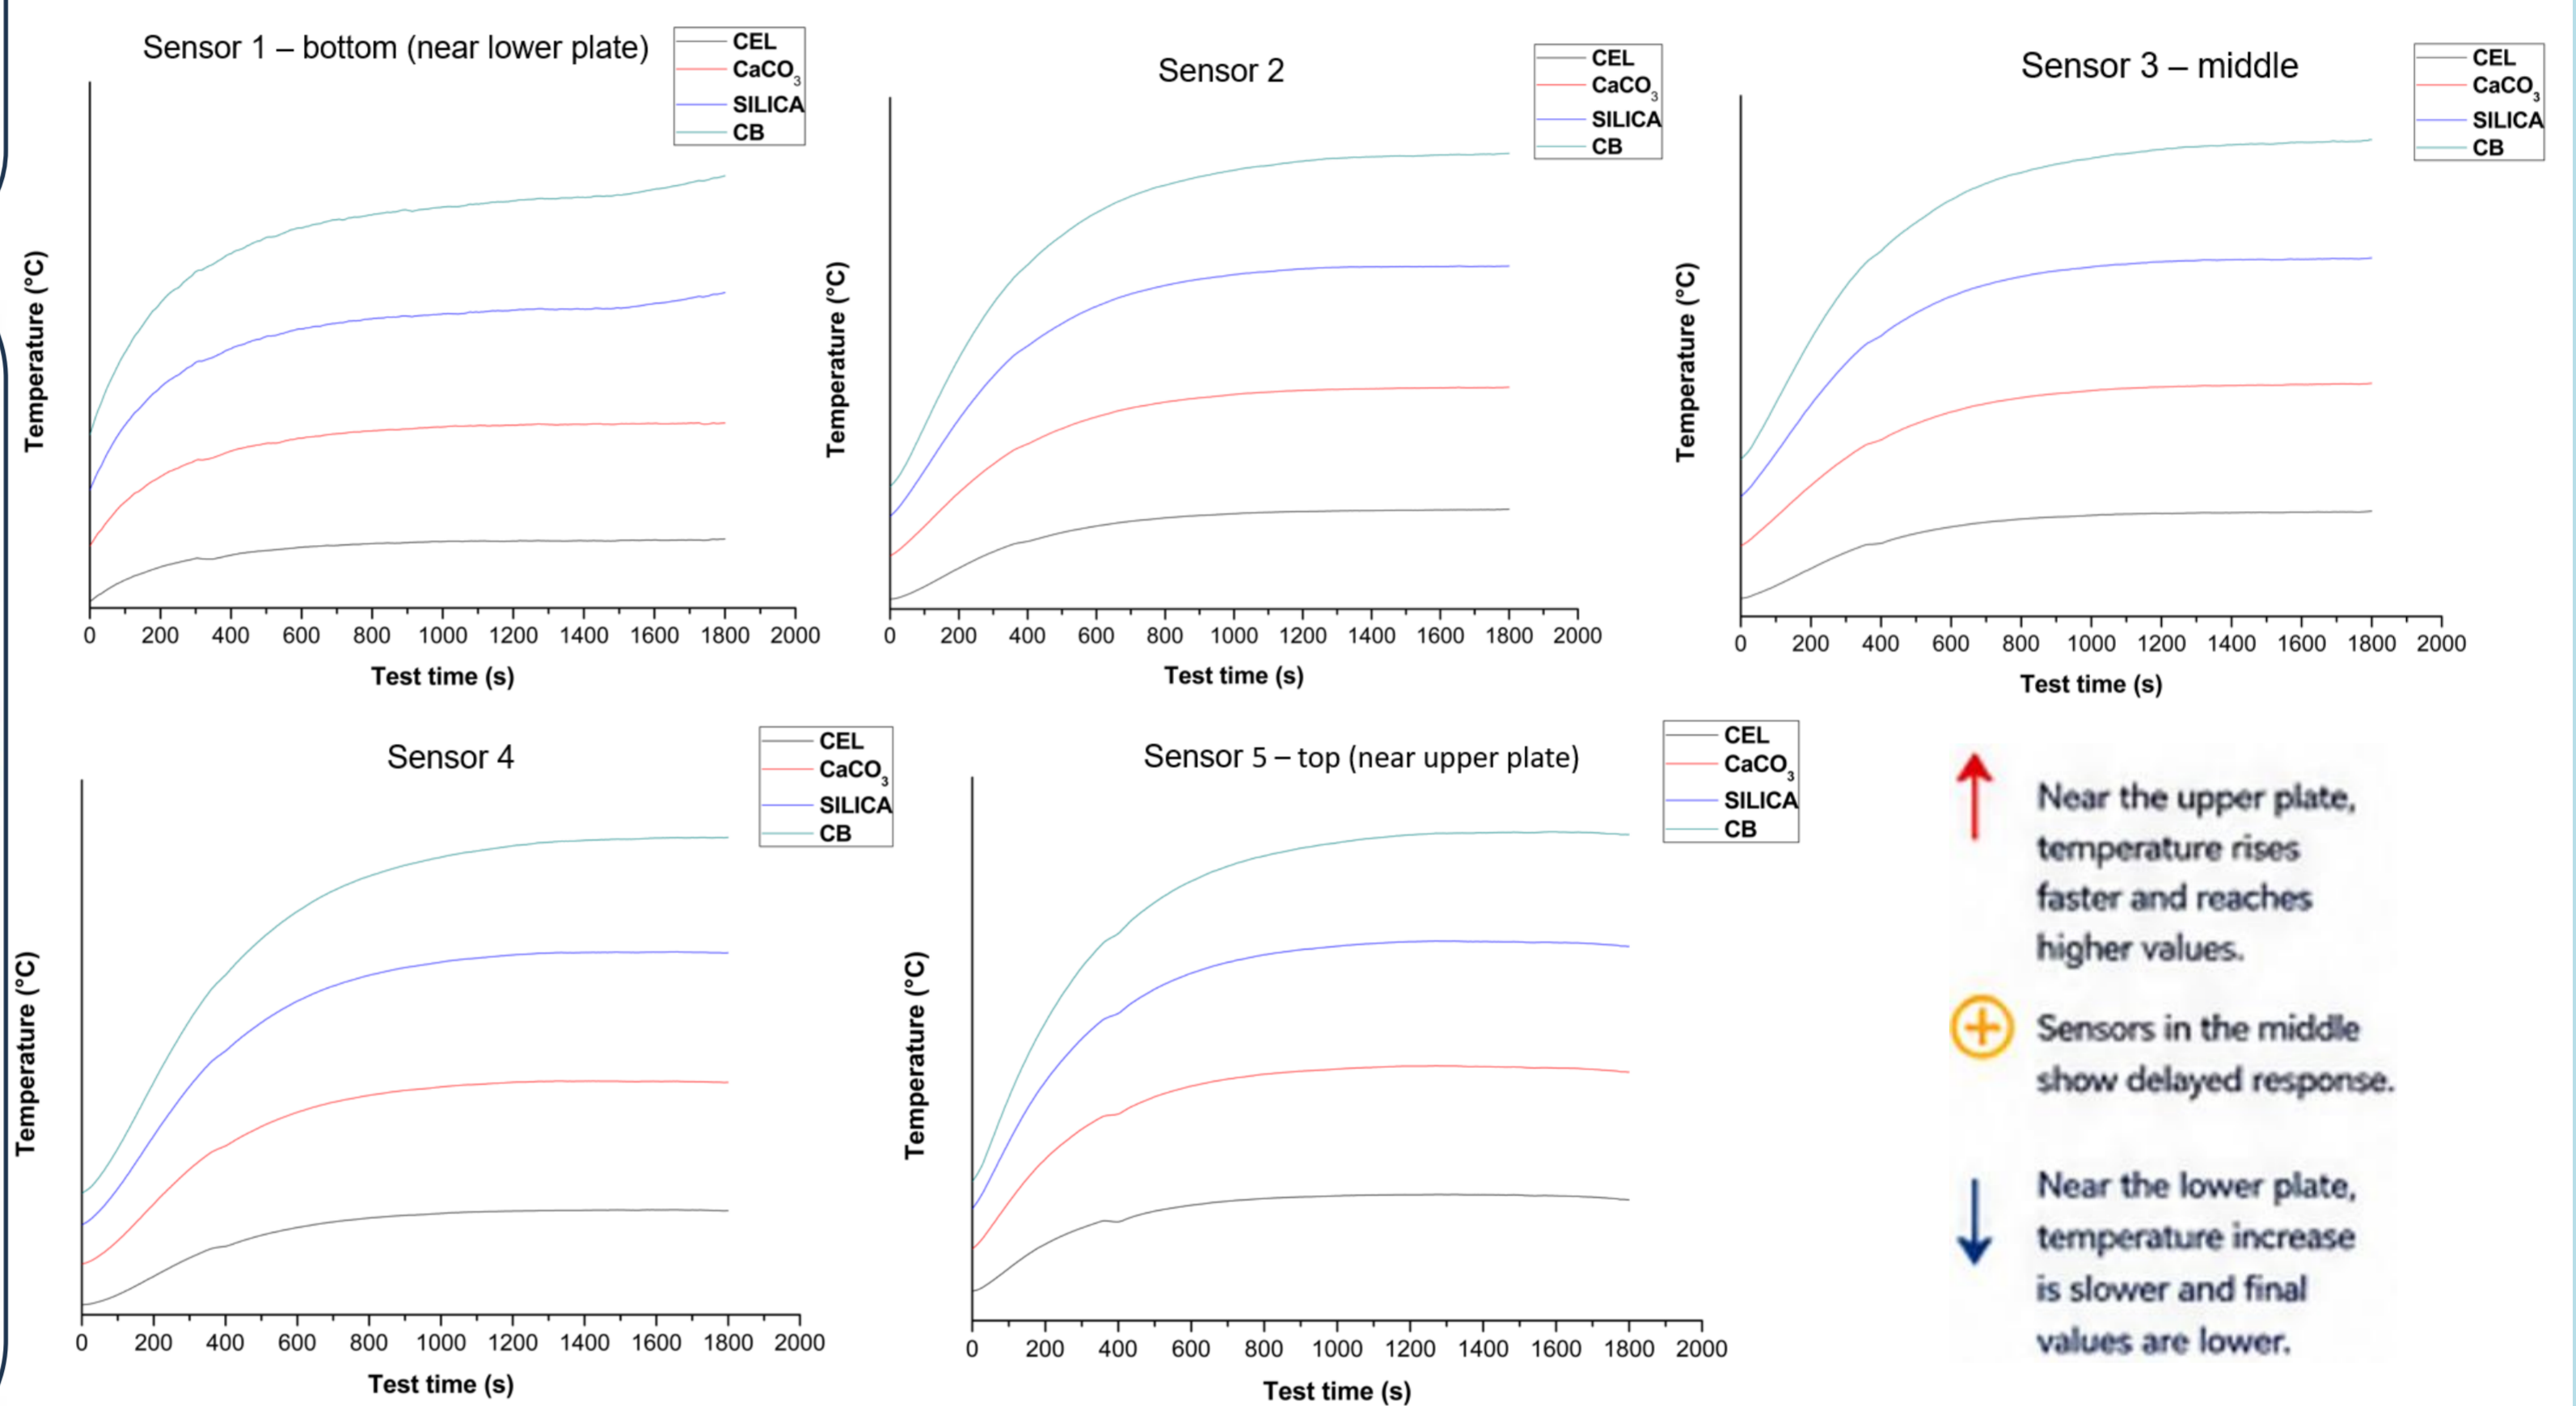 Sensor 1 – bottom (near lower plate)
CEL
CaCO₃
SILICA
CB
Temperature (°C)
0 200 400 600 800 1000 1200 1400 1600 1800 2000
Test time (s)
Sensor 2
CEL
CaCO₃
SILICA
CB
Temperature (°C)
0 200 400 600 800 1000 1200 1400 1600 1800 2000
Test time (s)
Sensor 3 – middle
CEL
CaCO₃
SILICA
CB
Temperature (°C)
0 200 400 600 800 1000 1200 1400 1600 1800 2000
Test time (s)
Sensor 4
CEL
CaCO₃
SILICA
CB
Temperature (°C)
0 200 400 600 800 1000 1200 1400 1600 1800 2000
Test time (s)
Sensor 5 – top (near upper plate)
CEL
CaCO₃
SILICA
CB
Temperature (°C)
0 200 400 600 800 1000 1200 1400 1600 1800 2000
Test time (s)
Near the upper plate,
temperature rises
faster and reaches
higher values.
Sensors in the middle
show delayed response.
Near the lower plate,
temperature increase
is slower and final
values are lower.